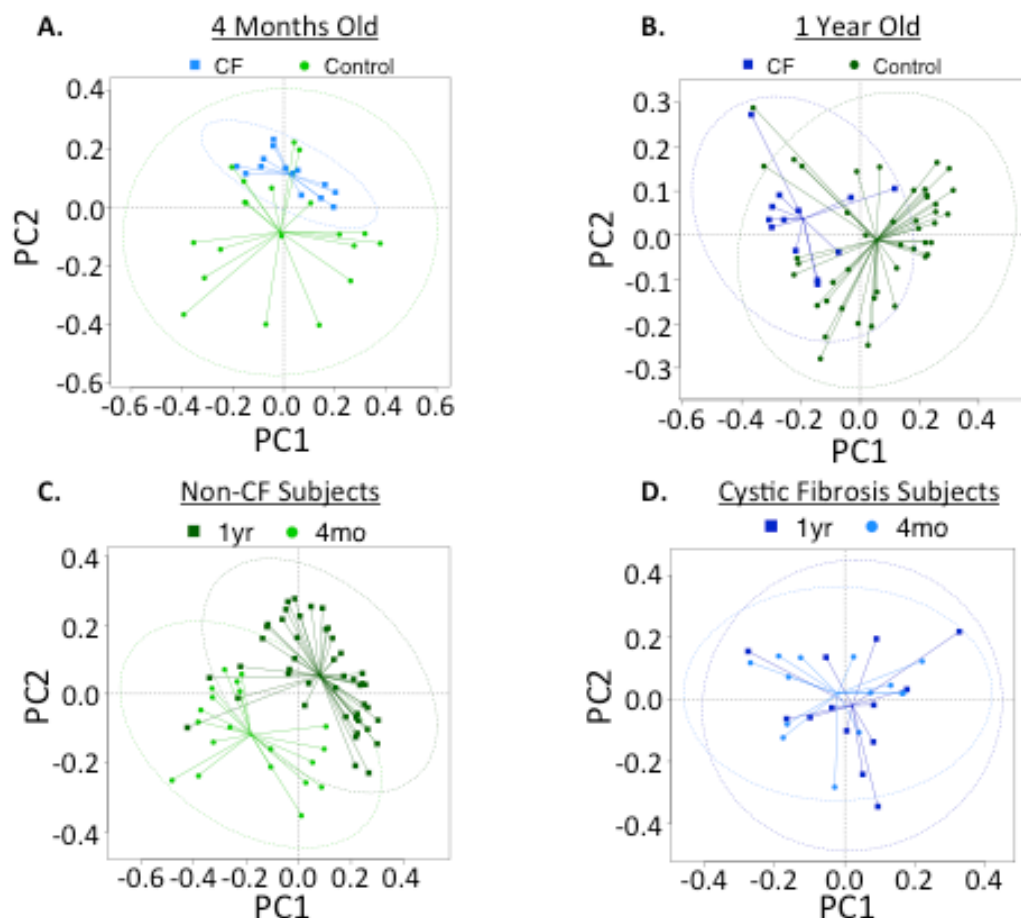 A. 4 Months Old
CF Control
0.4
0.2
0.0
-0.2
-0.4
-0.6
PC2
-0.6 -0.4 -0.2 0.0 0.2 0.4 0.6
PC1
B. 1 Year Old
CF Control
0.3
0.2
0.1
0.0
-0.1
-0.2
-0.3
PC2
-0.6 -0.4 -0.2 0.0 0.2 0.4
PC1
C. Non-CF Subjects
1yr 4mo
0.4
0.2
0.0
-0.2
-0.4
PC2
-0.6 -0.4 -0.2 0.0 0.2 0.4
PC1
D. Cystic Fibrosis Subjects
1yr 4mo
0.4
0.2
0.0
-0.2
-0.4
PC2
-0.4 -0.2 0.0 0.2 0.4
PC1